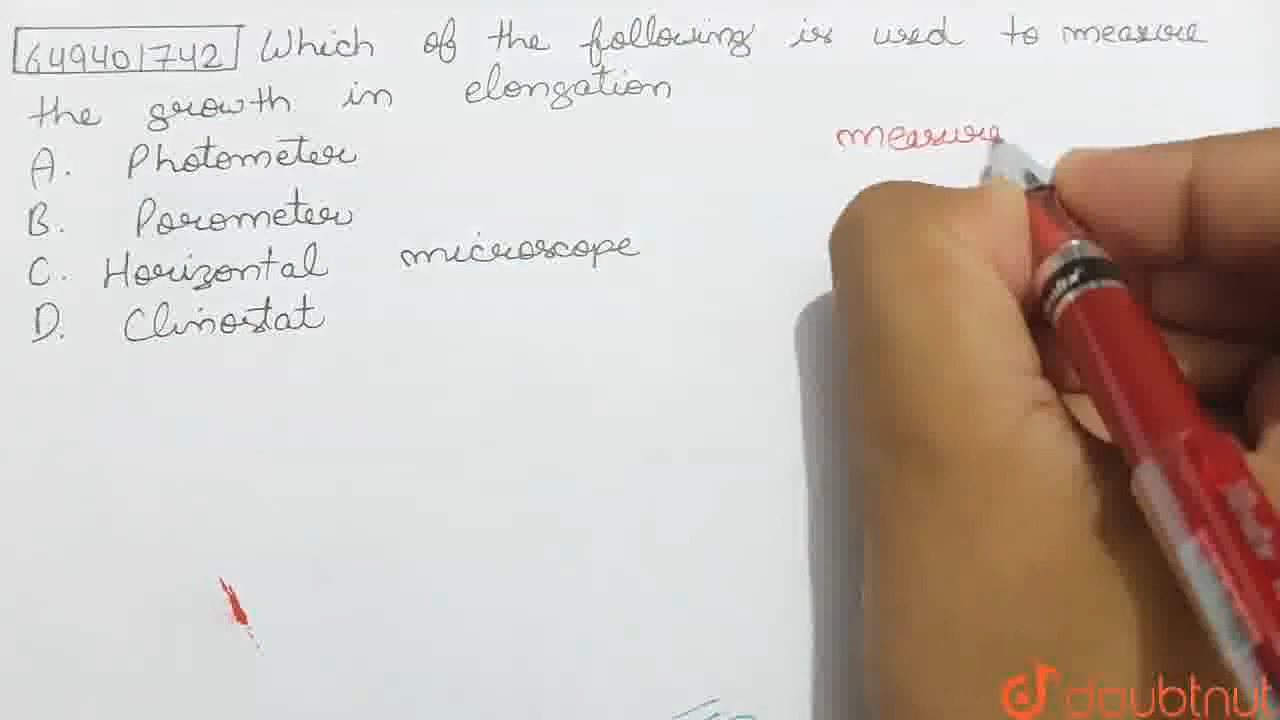 649401742 Which of the following is used to measure
the growth in elongation
measure
A. Photometer
B. Porometer
C. Horizontal microscope
D. Clinostat
doubtnut